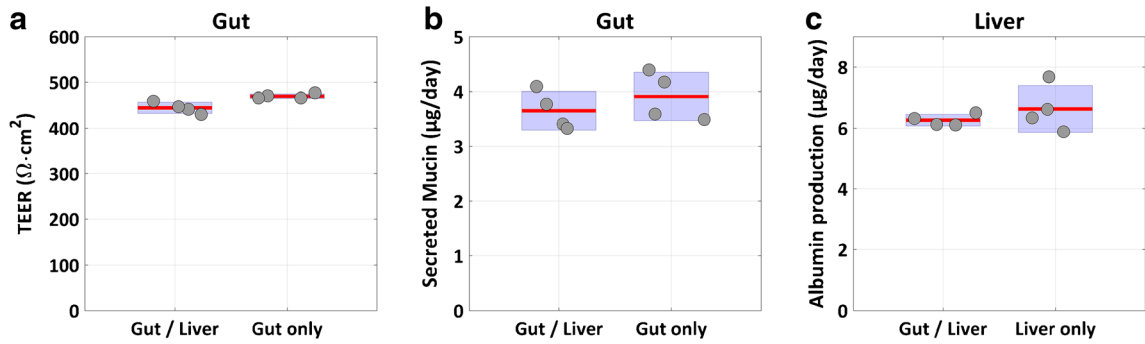 a
Gut
TEER (Ω·cm²)
600
500
400
300
200
100
0
Gut / Liver
Gut only
b
Gut
Secreted Mucin (µg/day)
5
4
3
2
1
0
Gut / Liver
Gut only
c
Liver
Albumin production (µg/day)
8
6
4
2
0
Gut / Liver
Liver only